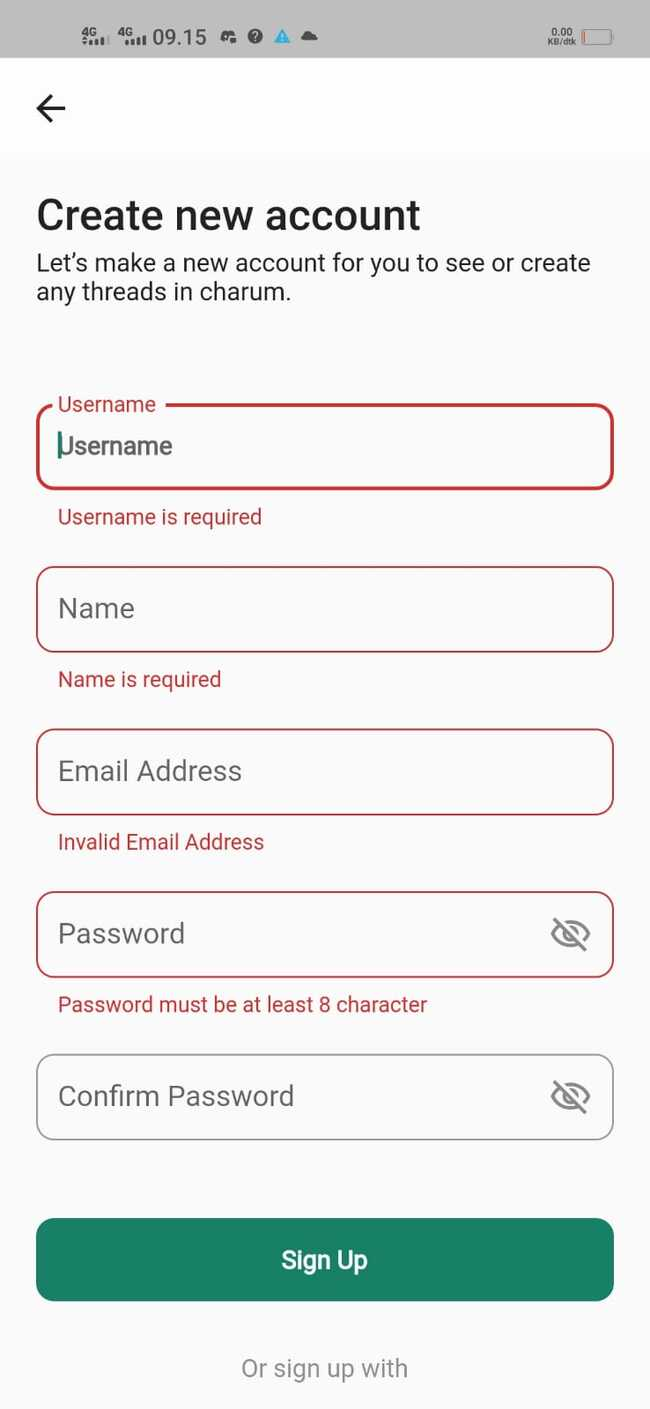 4G 4G 09.15 0.00 KB/dtk
Create new account
Let’s make a new account for you to see or create
any threads in charum.
Username
Username
Username is required
Name
Name is required
Email Address
Invalid Email Address
Password
Password must be at least 8 character
Confirm Password
Sign Up
Or sign up with